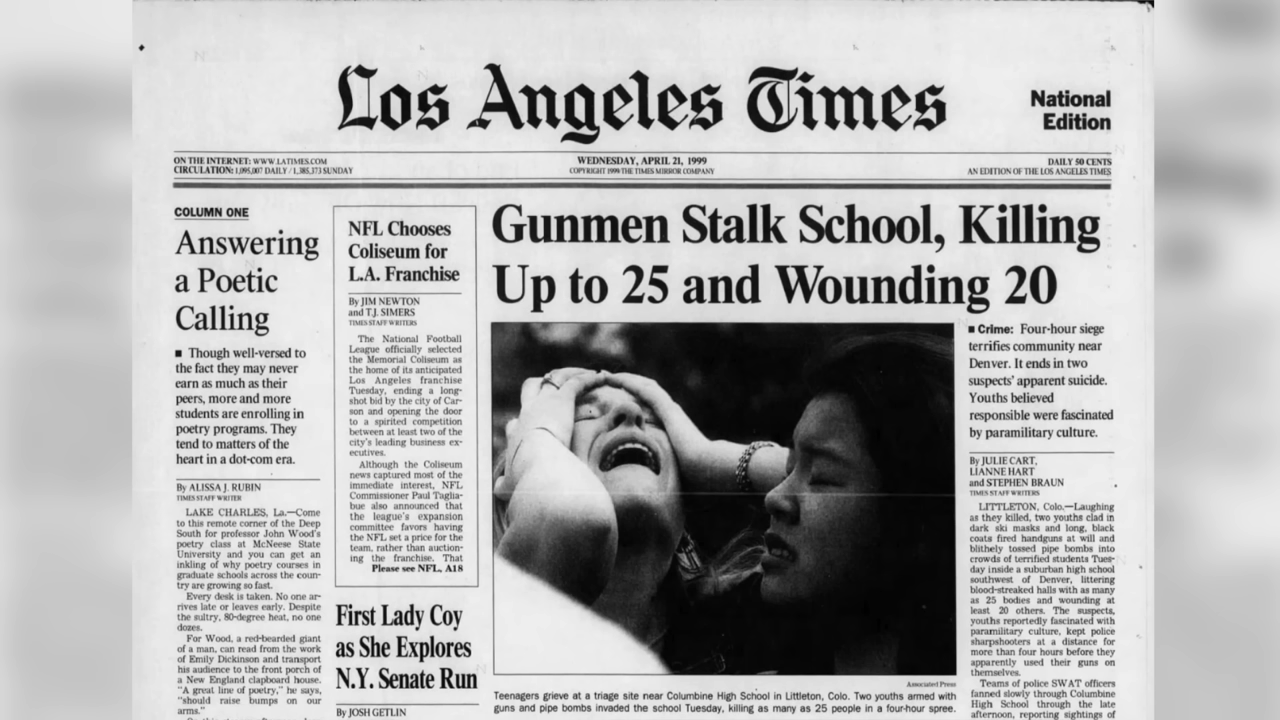 Los Angeles Times
National
Edition
ON THE INTERNET: WWW.LATIMES.COM
CIRCULATION: 1,095,007 DAILY / 1,385,373 SUNDAY
WEDNESDAY, APRIL 21, 1999
COPYRIGHT 1999 THE TIMES MIRROR COMPANY
DAILY 50 CENTS
AN EDITION OF THE LOS ANGELES TIMES
COLUMN ONE
Answering
a Poetic
Calling
■ Though well-versed to
the fact they may never
earn as much as their
peers, more and more
students are enrolling in
poetry programs. They
tend to matters of the
heart in a dot-com era.
By ALISSA J. RUBIN
TIMES STAFF WRITER
LAKE CHARLES, La.—Come
to this remote corner of the Deep
South for professor John Wood's
poetry class at McNeese State
University and you can get an
inkling of why poetry courses in
graduate schools across the coun-
try are growing so fast.
Every desk is taken. No one ar-
rives late or leaves early. Despite
the sultry, 80-degree heat, no one
dozes.
For Wood, a red-bearded giant
of a man, can read from the work
of Emily Dickinson and transport
his audience to the front porch of
a New England clapboard house.
"A great line of poetry," he says,
"should raise bumps on our
arms."
NFL Chooses
Coliseum for
L.A. Franchise
By JIM NEWTON
and T.J. SIMERS
TIMES STAFF WRITERS
The National Football
League officially selected
the Memorial Coliseum as
the home of its anticipated
Los Angeles franchise
Tuesday, ending a long-
shot bid by the city of Car-
son and opening the door
to a spirited competition
between at least two of the
city's leading business ex-
ecutives.
Although the Coliseum
news captured most of the
immediate interest, NFL
Commissioner Paul Taglia-
bue also announced that
the league's expansion
committee favors having
the NFL set a price for the
team, rather than auction-
ing the franchise. That
Please see NFL, A18
First Lady Coy
as She Explores
N.Y. Senate Run
By JOSH GETLIN
Gunmen Stalk School, Killing
Up to 25 and Wounding 20
Associated Press
Teenagers grieve at a triage site near Columbine High School in Littleton, Colo. Two youths armed with
guns and pipe bombs invaded the school Tuesday, killing as many as 25 people in a four-hour spree.
■ Crime: Four-hour siege
terrifies community near
Denver. It ends in two
suspects' apparent suicide.
Youths believed
responsible were fascinated
by paramilitary culture.
By JULIE CART,
LIANNE HART
and STEPHEN BRAUN
TIMES STAFF WRITERS
LITTLETON, Colo.—Laughing
as they killed, two youths clad in
dark ski masks and long, black
coats fired handguns at will and
blithely tossed pipe bombs into
crowds of terrified students Tues-
day inside a suburban high school
southwest of Denver, littering
blood-streaked halls with as many
as 25 bodies and wounding at
least 20 others. The suspects,
youths reportedly fascinated with
paramilitary culture, kept police
sharpshooters at a distance for
more than four hours before they
apparently used their guns on
themselves.
Teams of police SWAT officers
fanned slowly through Columbine
High School through the late
afternoon, reporting sightings of